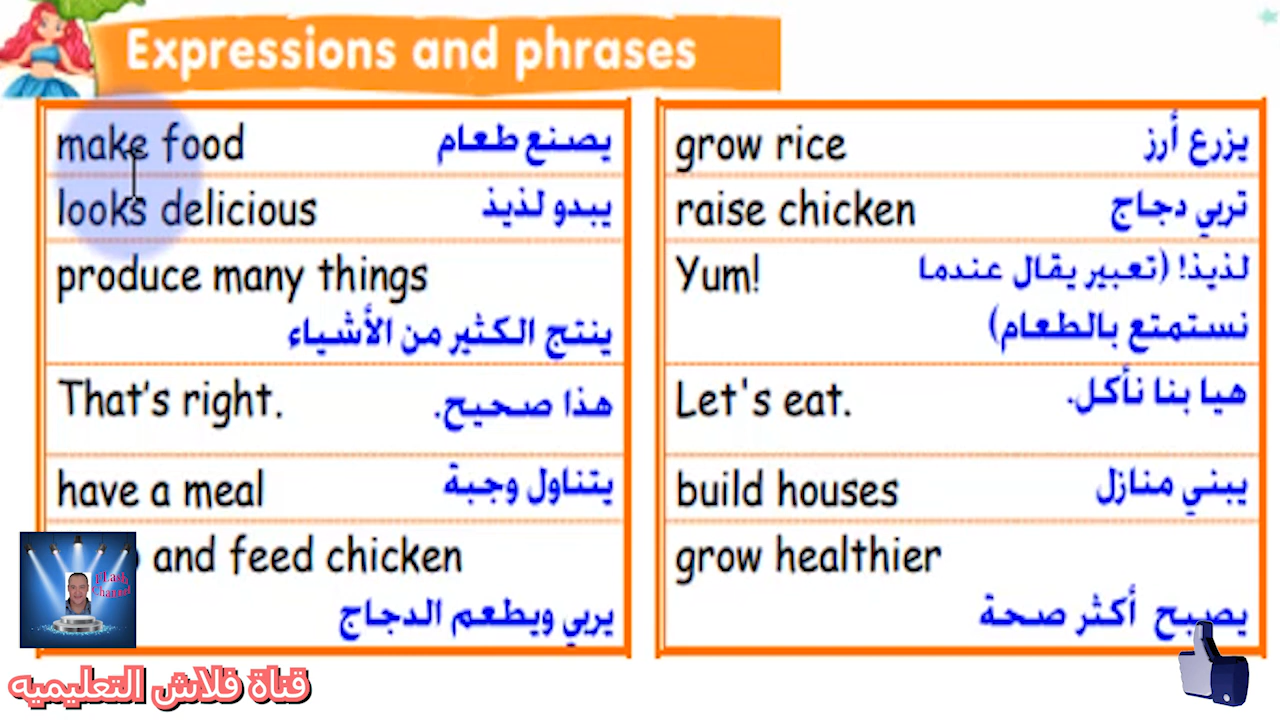 Expressions and phrases
make food يصنع طعام
looks delicious يبدو لذيذ
produce many things
ينتج الكثير من الأشياء
That's right. هذا صحيح.
have a meal يتناول وجبة
and feed chicken
يربي ويطعم الدجاج
grow rice يزرع أرز
raise chicken تربي دجاج
Yum! لذيذ! (تعبير يقال عندما
نستمتع بالطعام)
Let's eat. هيا بنا نأكل.
build houses يبني منازل
grow healthier
يصبح أكثر صحة
Flash
Channel
قناة فلاش التعليميه